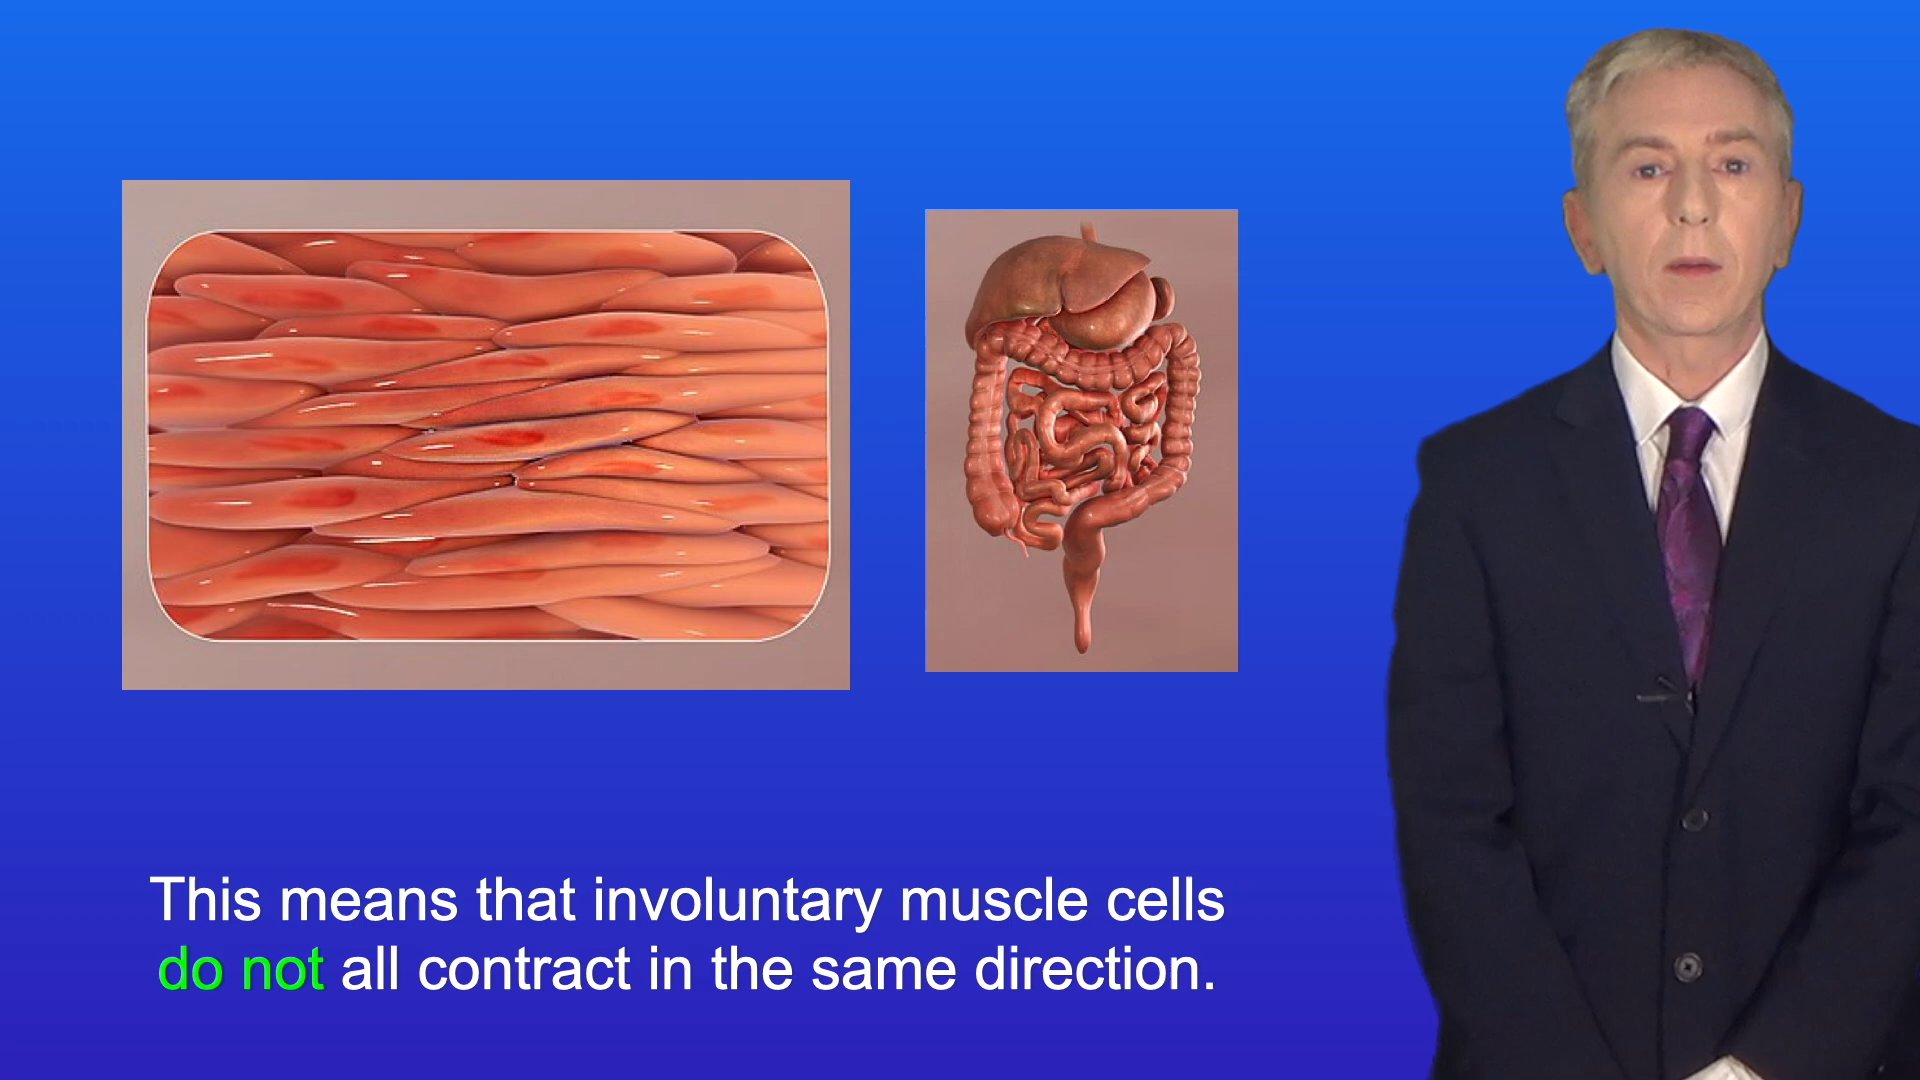 This means that involuntary muscle cells
do not all contract in the same direction.